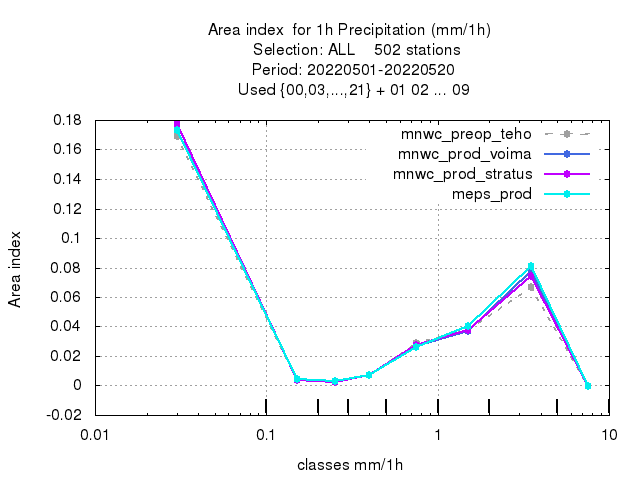 Area index  for 1h Precipitation (mm/1h)
Selection: ALL    502 stations
Period: 20220501-20220520
Used {00,03,...,21} + 01 02 ... 09
mnwc_preop_teho
mnwc_prod_voima
mnwc_prod_stratus
meps_prod
0.18
0.16
0.14
0.12
0.1
0.08
0.06
0.04
0.02
0
-0.02
Area index
0.01 0.1 1 10
classes mm/1h